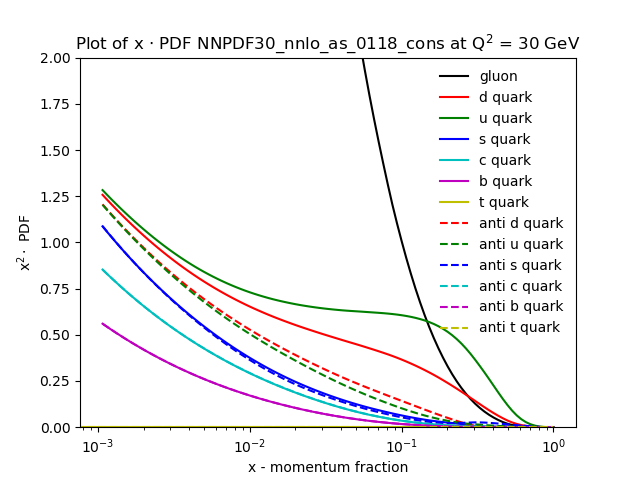 Plot of x · PDF NNPDF30_nnlo_as_0118_cons at Q² = 30 GeV
x² · PDF
2.00
1.75
1.50
1.25
1.00
0.75
0.50
0.25
0.00
gluon
d quark
u quark
s quark
c quark
b quark
t quark
anti d quark
anti u quark
anti s quark
anti c quark
anti b quark
anti t quark
10⁻³ 10⁻² 10⁻¹ 10⁰
x - momentum fraction